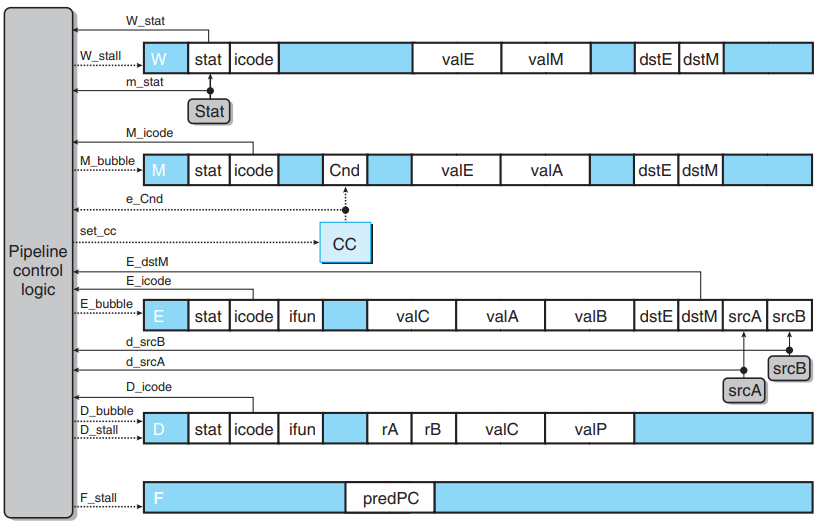 W_stat
W_stall
W stat icode valE valM dstE dstM
m_stat
Stat
M_icode
M_bubble
M stat icode Cnd valE valA dstE dstM
e_Cnd
set_cc
CC
Pipeline
control
logic
E_dstM
E_icode
E_bubble
E stat icode ifun valC valA valB dstE dstM srcA srcB
d_srcB
srcB
d_srcA
srcA
D_icode
D_bubble
D stat icode ifun rA rB valC valP
D_stall
F_stall
F predPC